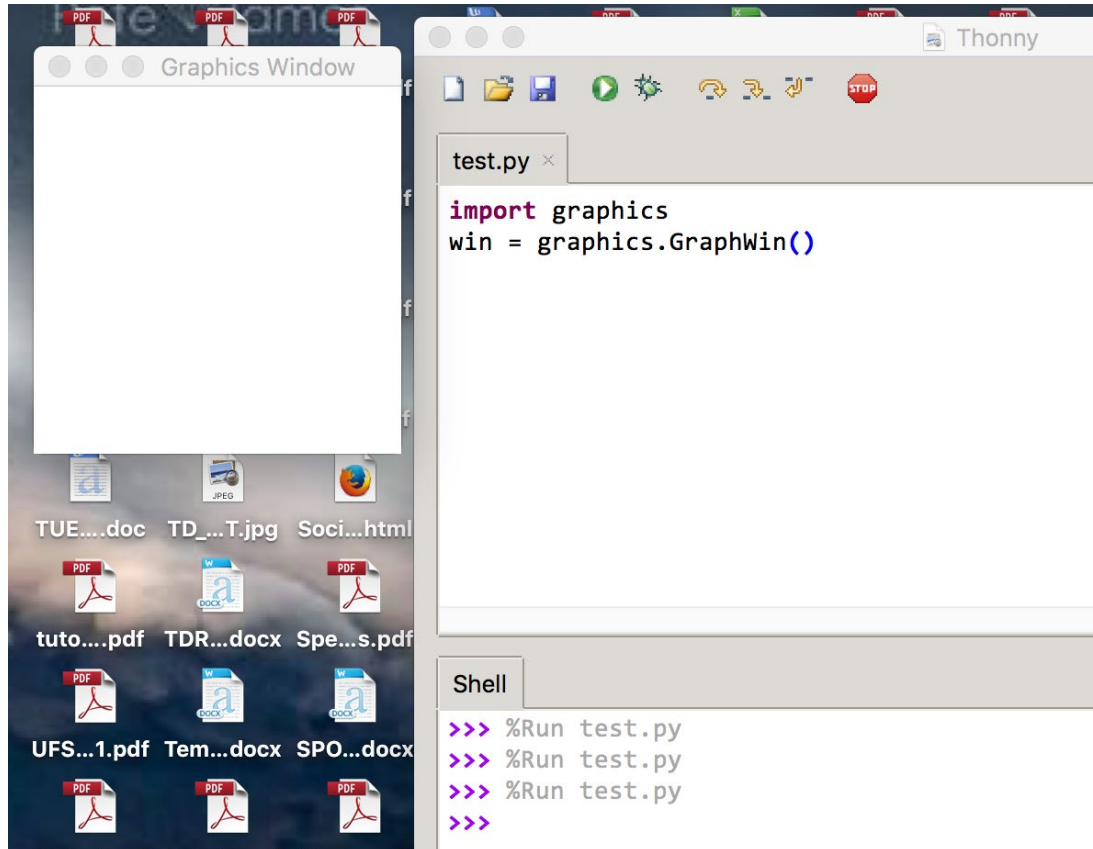 PDF
PDF
PDF
Graphics Window
Thonny
STOP
test.py
import graphics
win = graphics.GraphWin()
f
f
f
f
JPEG
TUE....doc TD_...T.jpg Soci...html
PDF DOCX PDF
tuto....pdf TDR...docx Spe...s.pdf
PDF DOCX DOCX
UFS...1.pdf Tem...docx SPO...docx
PDF PDF PDF
Shell
>>> %Run test.py
>>> %Run test.py
>>> %Run test.py
>>>